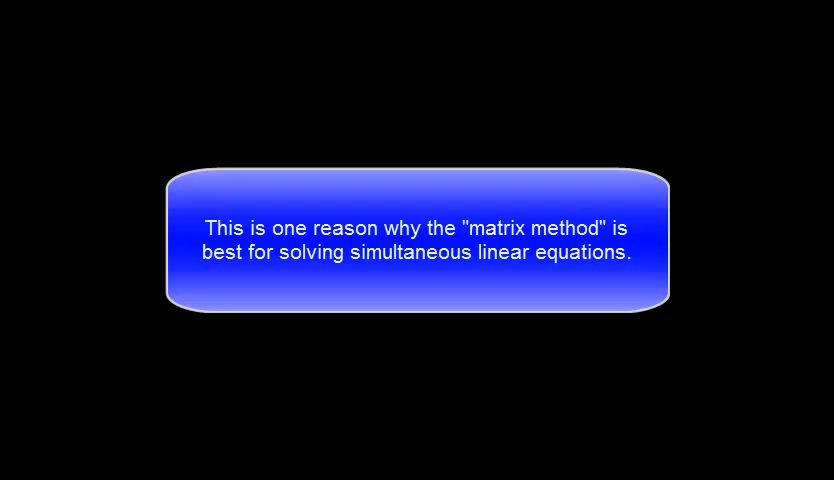 This is one reason why the "matrix method" is
best for solving simultaneous linear equations.